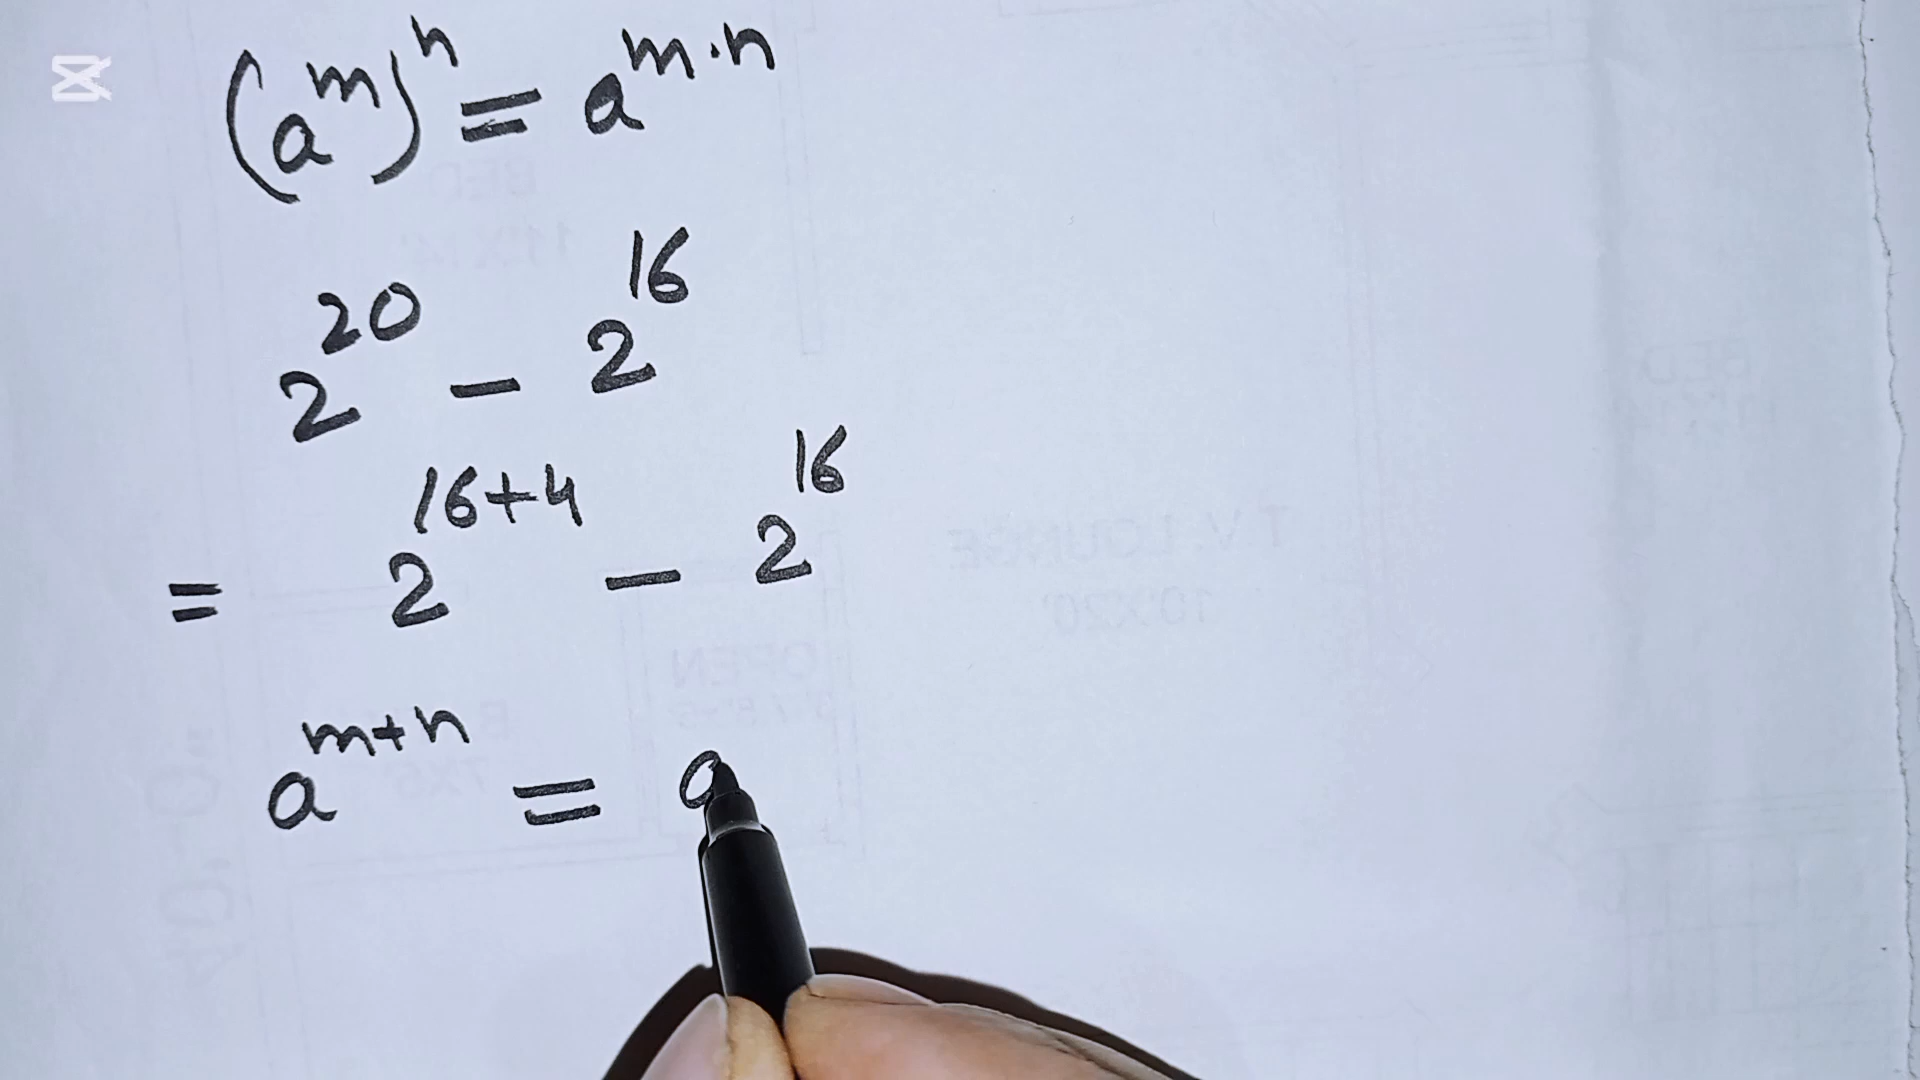 (a^m)^n = a^{m·n}
2^{20} - 2^{16}
= 2^{16+4} - 2^{16}
a^{m+n} = a